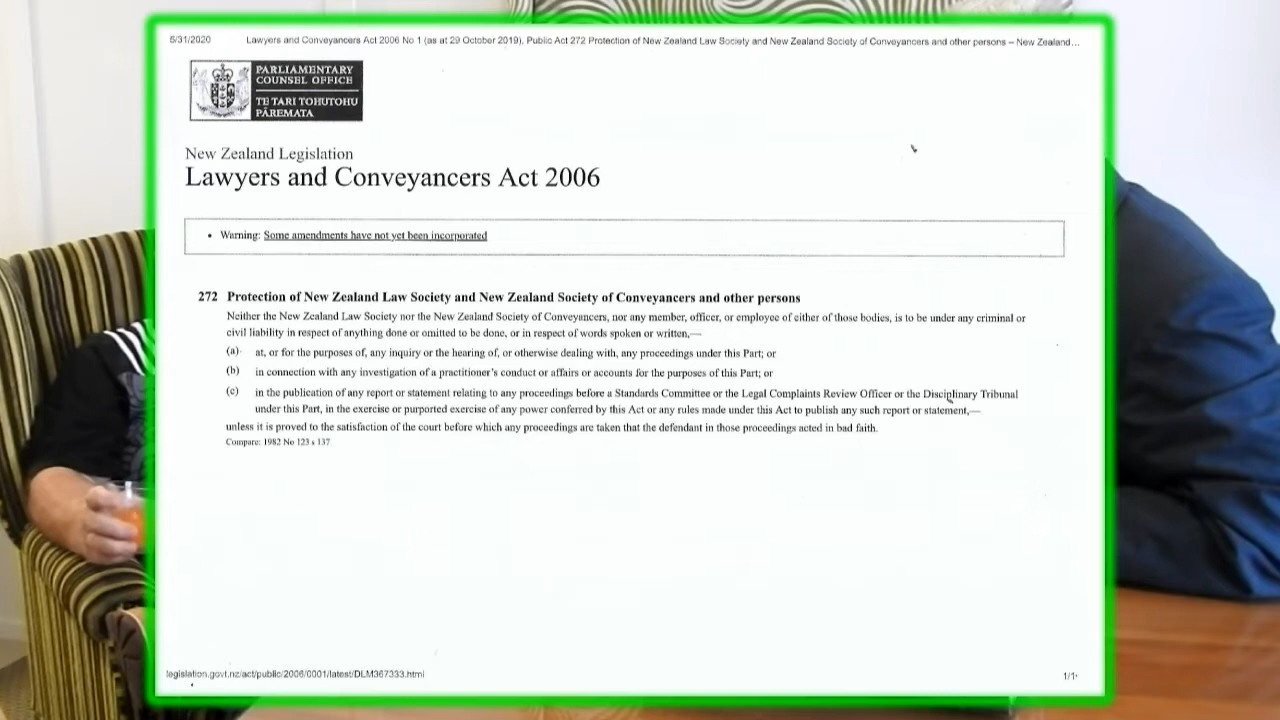 5/31/2020 Lawyers and Conveyancers Act 2006 No 1 (as at 29 October 2019), Public Act 272 Protection of New Zealand Law Society and New Zealand Society of Conveyancers and other persons – New Zealand...
PARLIAMENTARY
COUNSEL OFFICE
TE TARI TOHUTOHU
PĀREMATA
New Zealand Legislation
Lawyers and Conveyancers Act 2006
• Warning: Some amendments have not yet been incorporated
272 Protection of New Zealand Law Society and New Zealand Society of Conveyancers and other persons
Neither the New Zealand Law Society nor the New Zealand Society of Conveyancers, nor any member, officer, or employee of either of those bodies, is to be under any criminal or
civil liability in respect of anything done or omitted to be done, or in respect of words spoken or written,—
(a) at, or for the purposes of, any inquiry or the hearing of, or otherwise dealing with, any proceedings under this Part; or
(b) in connection with any investigation of a practitioner's conduct or affairs or accounts for the purposes of this Part; or
(c) in the publication of any report or statement relating to any proceedings before a Standards Committee or the Legal Complaints Review Officer or the Disciplinary Tribunal
under this Part, in the exercise or purported exercise of any power conferred by this Act or any rules made under this Act to publish any such report or statement,—
unless it is proved to the satisfaction of the court before which any proceedings are taken that the defendant in those proceedings acted in bad faith.
Compare: 1982 No 123 s 137
legislation.govt.nz/act/public/2006/0001/latest/DLM367333.html 1/1